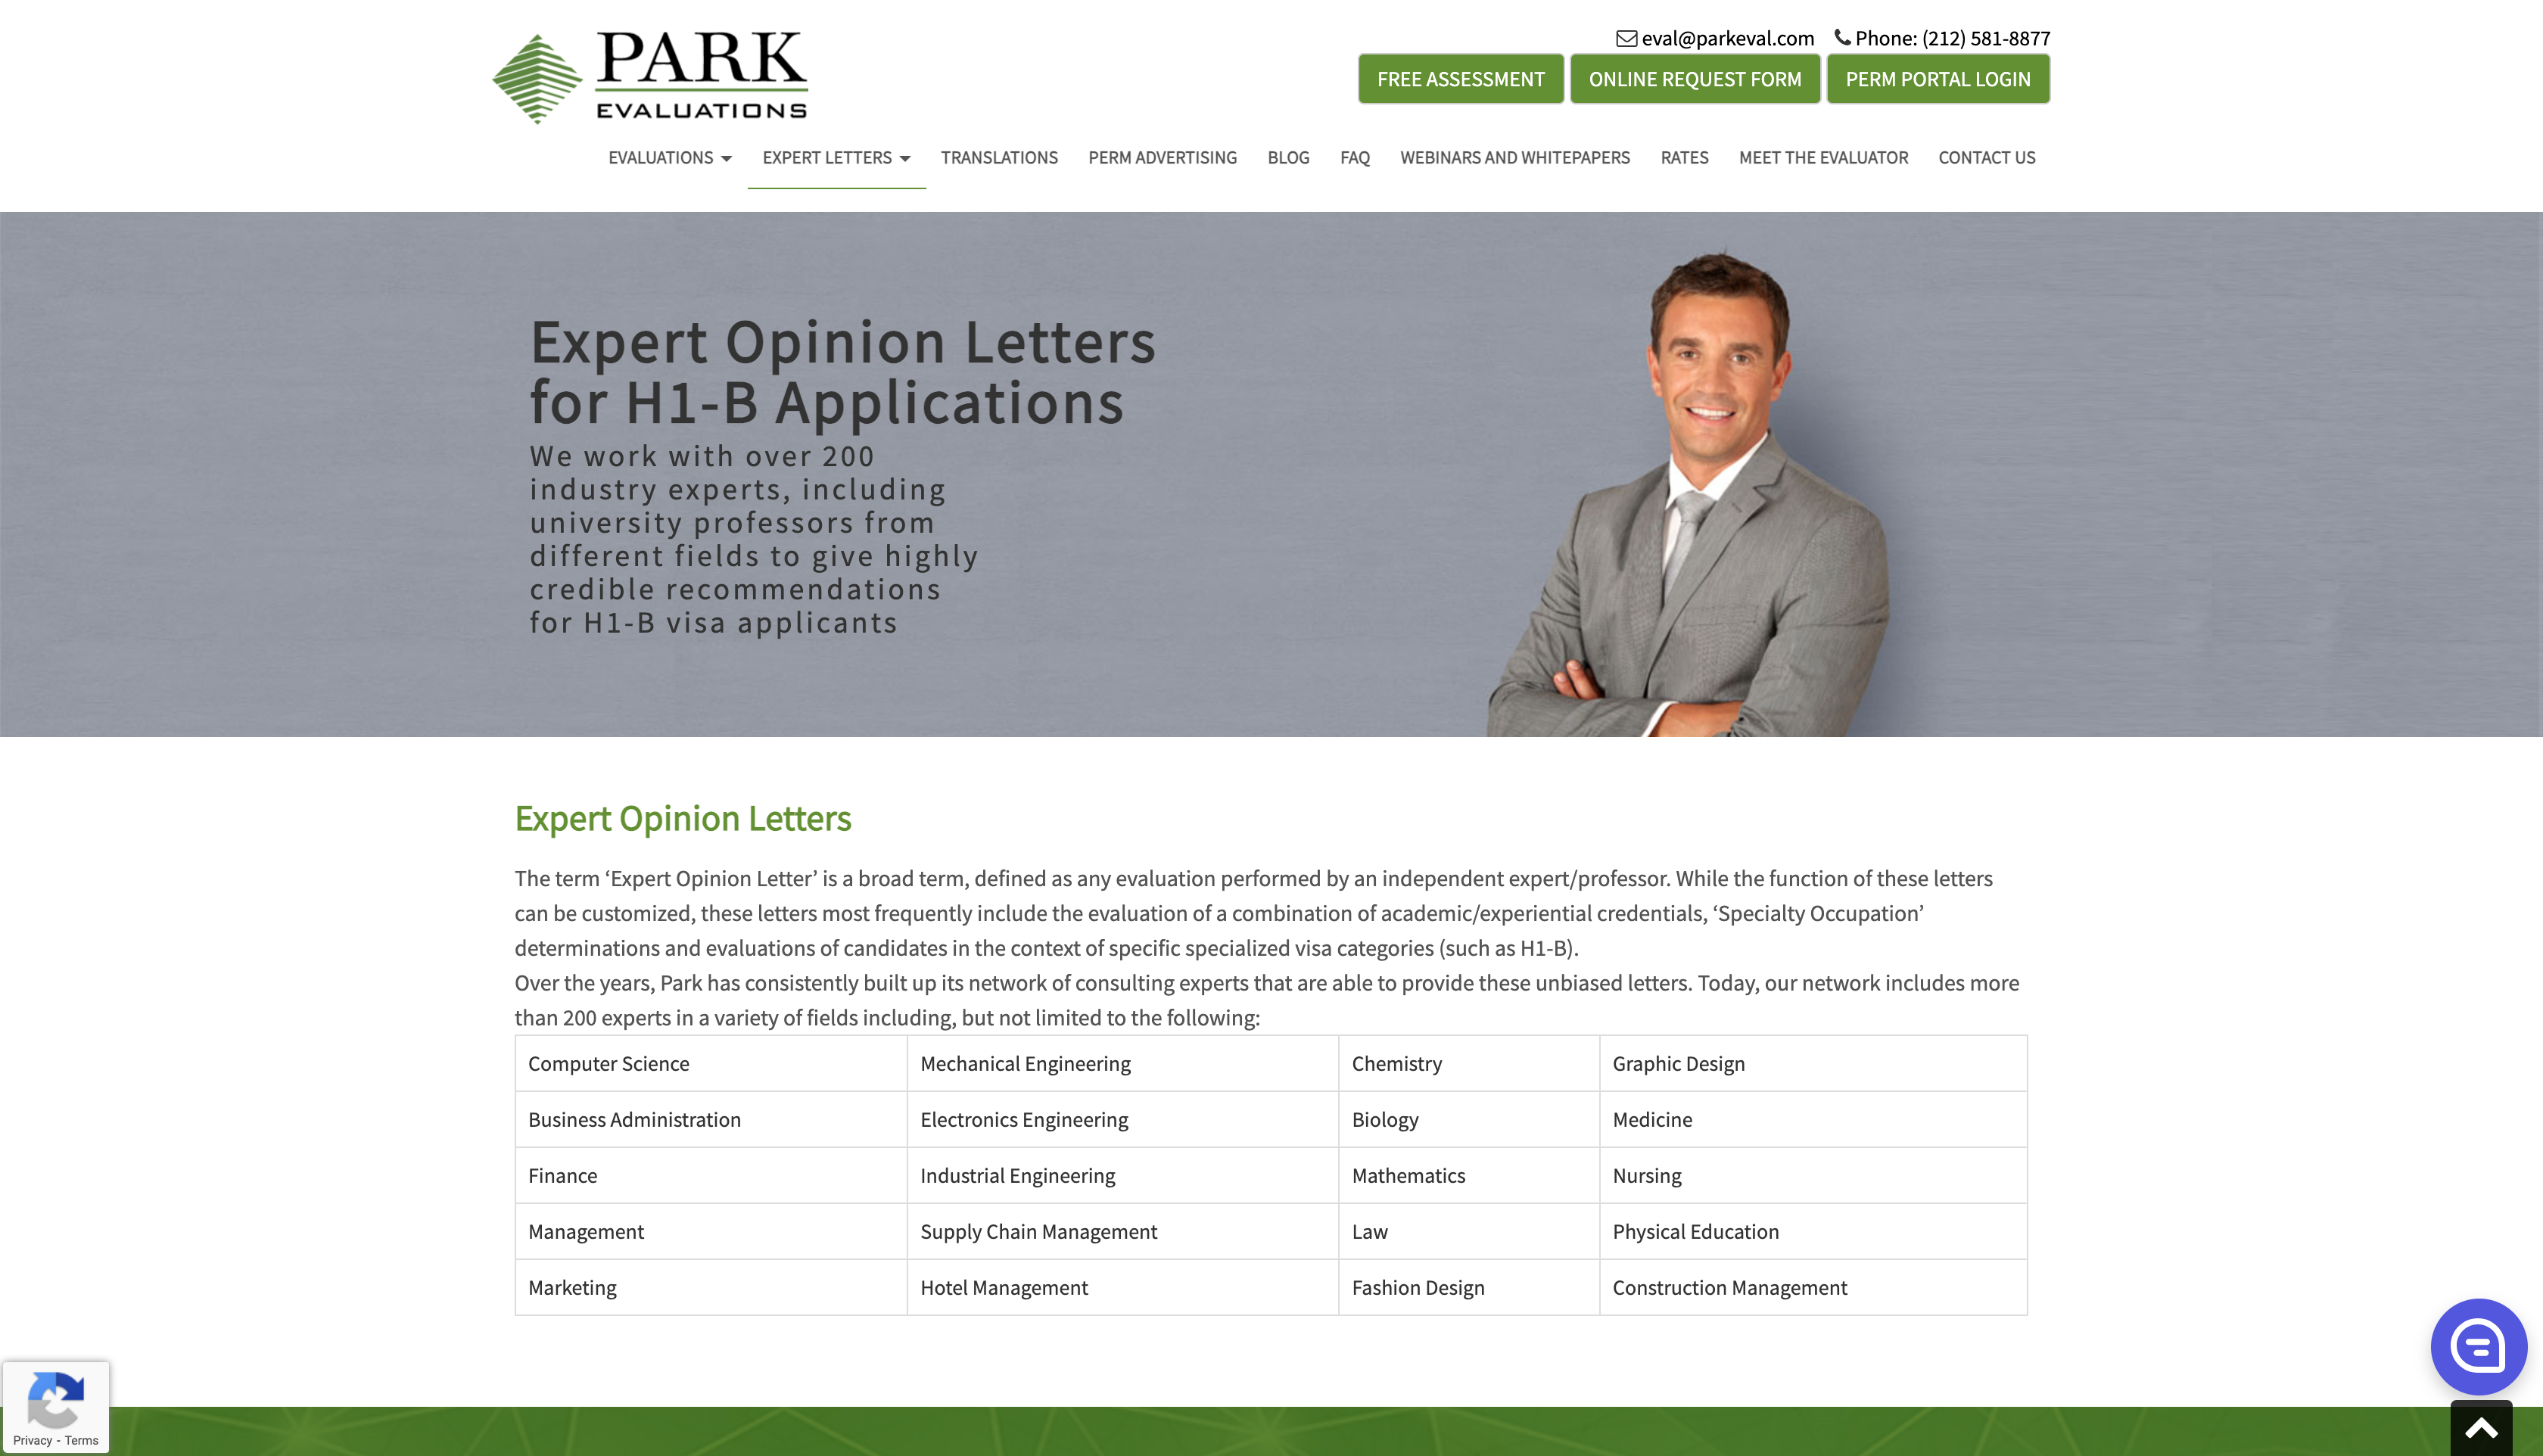 PARK
EVALUATIONS
eval@parkeval.com Phone: (212) 581-8877
FREE ASSESSMENT ONLINE REQUEST FORM PERM PORTAL LOGIN
EVALUATIONS EXPERT LETTERS TRANSLATIONS PERM ADVERTISING BLOG FAQ WEBINARS AND WHITEPAPERS RATES MEET THE EVALUATOR CONTACT US
Expert Opinion Letters
for H1-B Applications
We work with over 200
industry experts, including
university professors from
different fields to give highly
credible recommendations
for H1-B visa applicants
Expert Opinion Letters
The term ‘Expert Opinion Letter’ is a broad term, defined as any evaluation performed by an independent expert/professor. While the function of these letters
can be customized, these letters most frequently include the evaluation of a combination of academic/experiential credentials, ‘Specialty Occupation’
determinations and evaluations of candidates in the context of specific specialized visa categories (such as H1-B).
Over the years, Park has consistently built up its network of consulting experts that are able to provide these unbiased letters. Today, our network includes more
than 200 experts in a variety of fields including, but not limited to the following:
Computer Science Mechanical Engineering Chemistry Graphic Design
Business Administration Electronics Engineering Biology Medicine
Finance Industrial Engineering Mathematics Nursing
Management Supply Chain Management Law Physical Education
Marketing Hotel Management Fashion Design Construction Management
Privacy - Terms